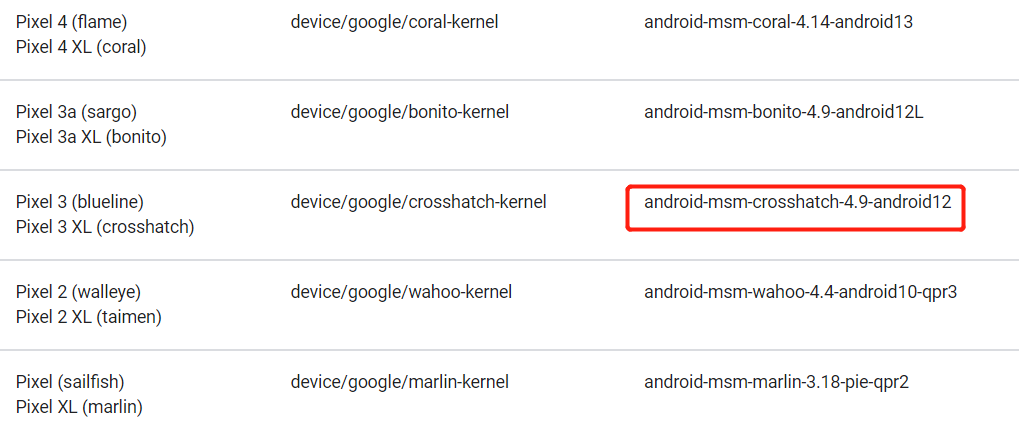 Pixel 4 (flame) device/google/coral-kernel android-msm-coral-4.14-android13
Pixel 4 XL (coral)
Pixel 3a (sargo) device/google/bonito-kernel android-msm-bonito-4.9-android12L
Pixel 3a XL (bonito)
Pixel 3 (blueline) device/google/crosshatch-kernel android-msm-crosshatch-4.9-android12
Pixel 3 XL (crosshatch)
Pixel 2 (walleye) device/google/wahoo-kernel android-msm-wahoo-4.4-android10-qpr3
Pixel 2 XL (taimen)
Pixel (sailfish) device/google/marlin-kernel android-msm-marlin-3.18-pie-qpr2
Pixel XL (marlin)